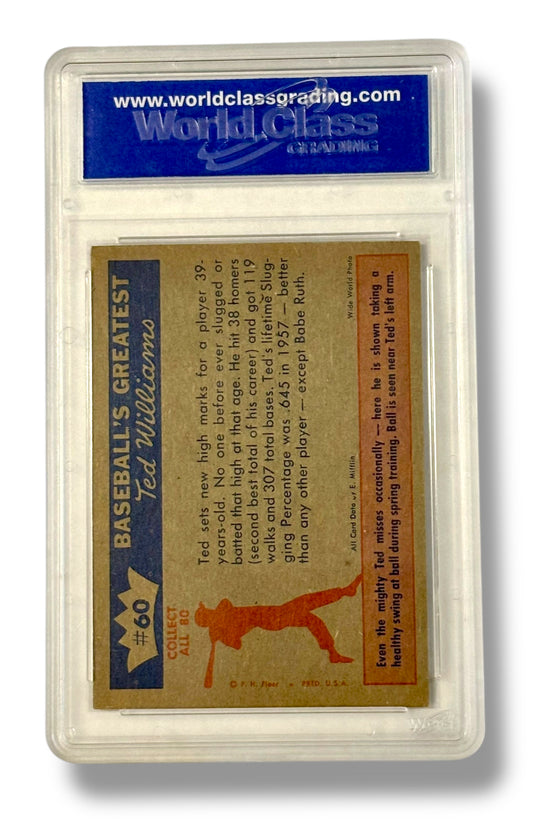 www.worldclassgrading.com
World Class
GRADING
#60
BASEBALL'S GREATEST
Ted Williams
COLLECT
ALL 80
Ted sets new high marks for a player 39-
years-old. No one before ever slugged or
batted that high at that age. He hit 38 homers
(second best total of his career) and got 119
walks and 307 total bases. Ted's lifetime Slug-
ging Percentage was .645 in 1957 — better
than any other player — except Babe Ruth.
All Card Data by E. Mifflin
Wide World Photo
© F. H. Fleer – PRTD. U.S.A.
Even the mighty Ted misses occasionally — here he is shown taking a
healthy swing at ball during spring training. Ball is seen near Ted's left arm.